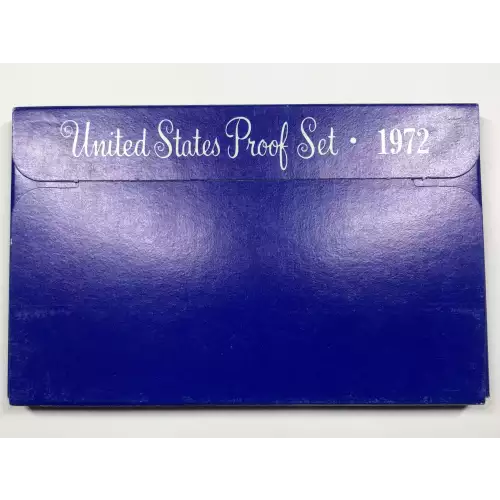 United States Proof Set • 1972